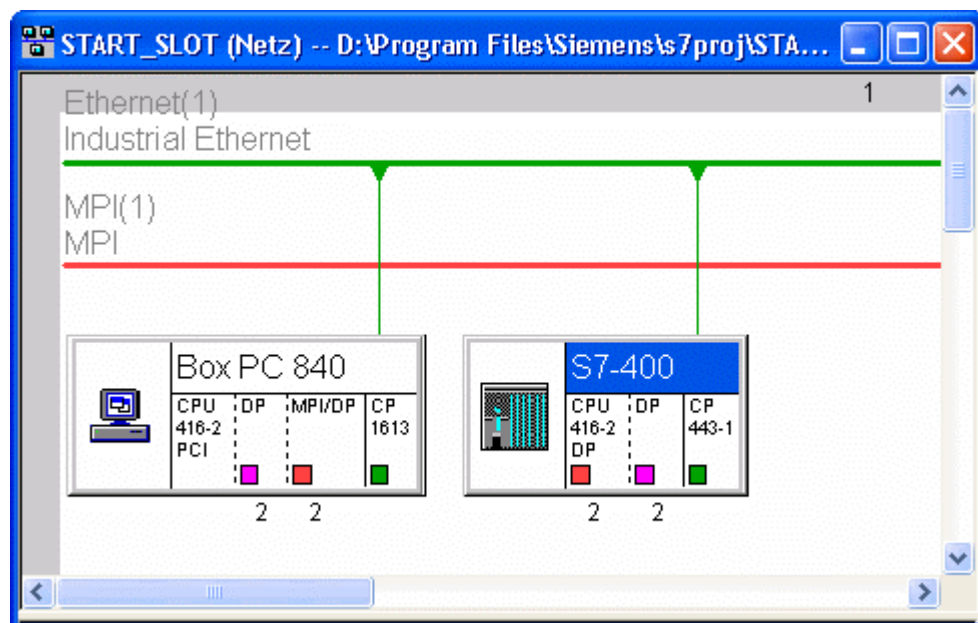 START_SLOT (Netz) -- D:\Program Files\Siemens\s7proj\STA...
1
Ethernet(1)
Industrial Ethernet
MPI(1)
MPI
Box PC 840
CPU 416-2 PCI
DP
MPI/DP
CP 1613
2 2
S7-400
CPU 416-2 DP
DP
CP 443-1
2 2